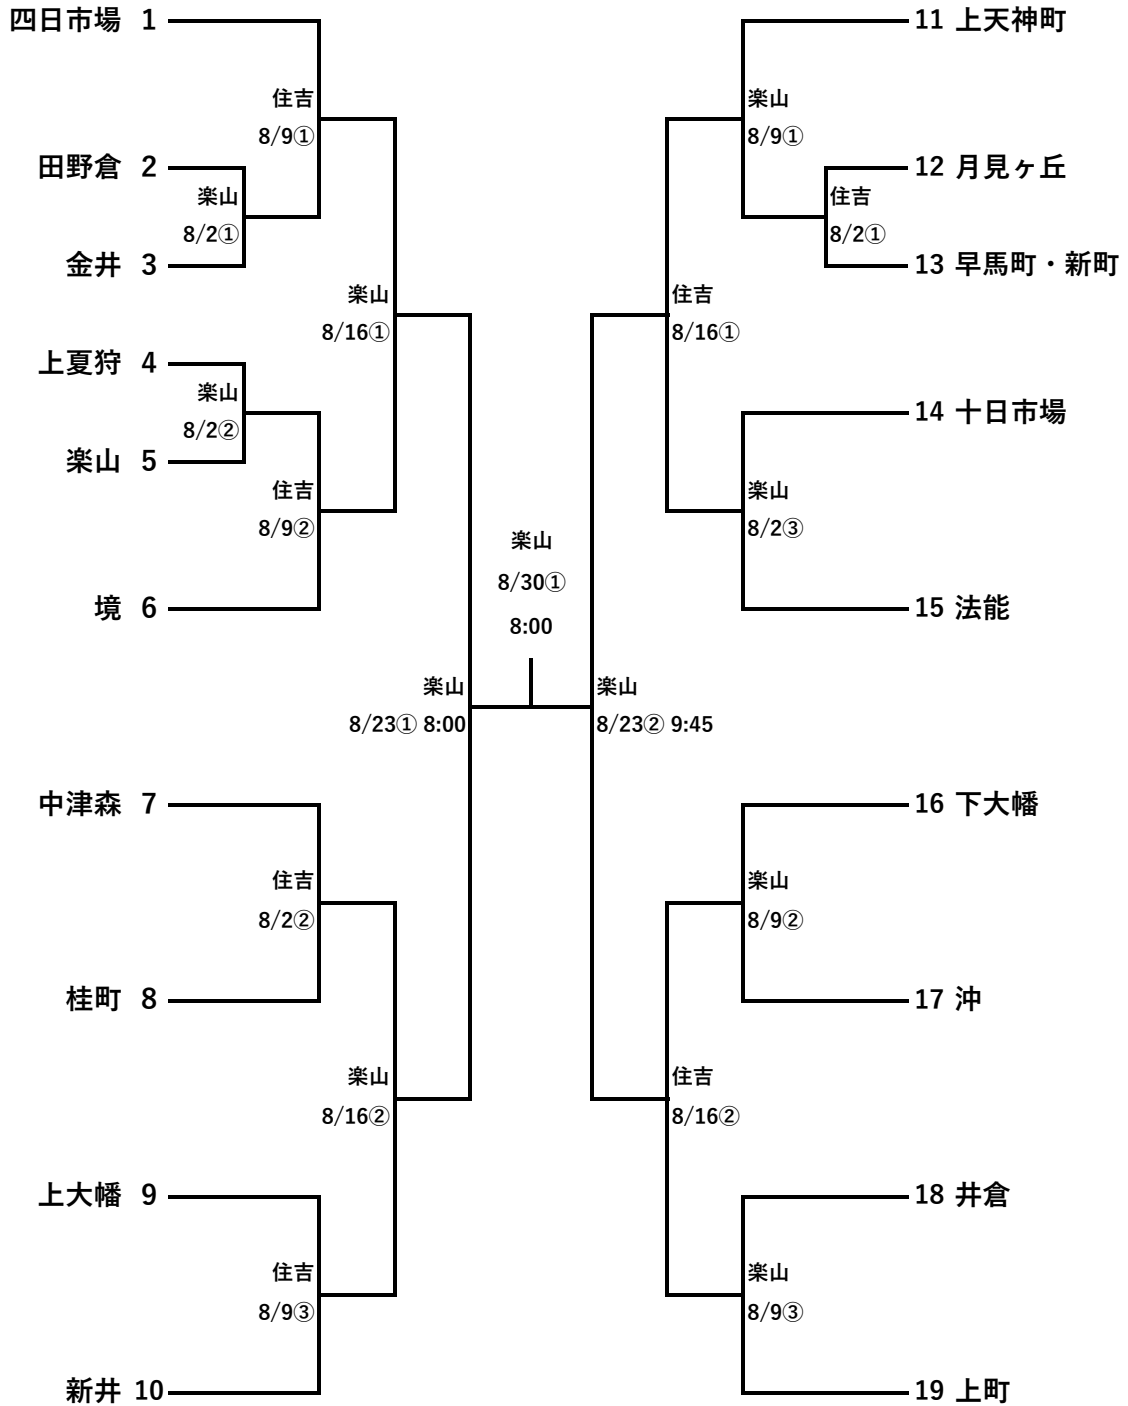 四日市場 1
住吉
8/9①
田野倉 2
楽山
8/2①
金井 3
楽山
8/16①
上夏狩 4
楽山
8/2②
楽山 5
住吉
8/9②
境 6
楽山
8/23① 8:00
中津森 7
住吉
8/2②
桂町 8
楽山
8/16②
上大幡 9
住吉
8/9③
新井 10
楽山
8/30①
8:00
11 上天神町
楽山
8/9①
12 月見ヶ丘
住吉
8/2①
13 早馬町・新町
住吉
8/16①
14 十日市場
楽山
8/2③
15 法能
楽山
8/23② 9:45
16 下大幡
楽山
8/9②
17 沖
住吉
8/16②
18 井倉
楽山
8/9③
19 上町